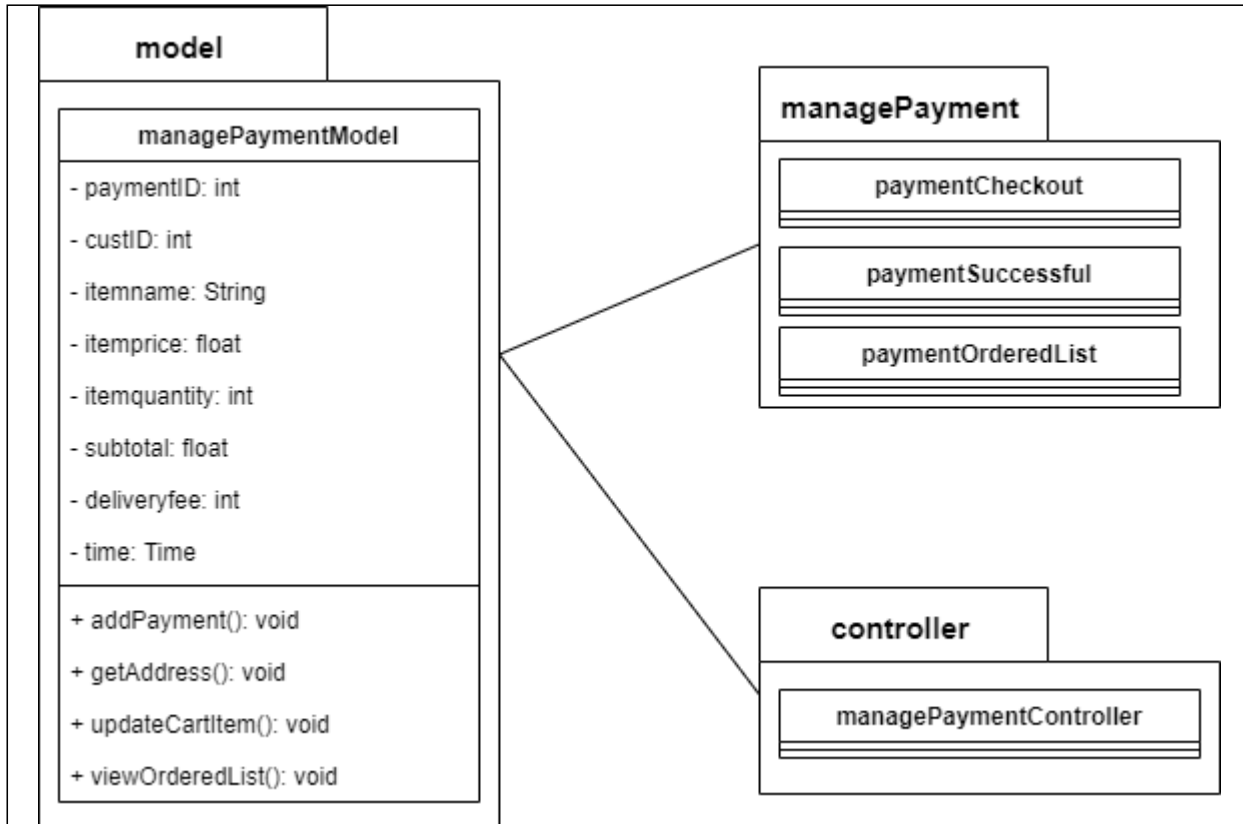 model
managePaymentModel
- paymentID: int
- custID: int
- itemname: String
- itemprice: float
- itemquantity: int
- subtotal: float
- deliveryfee: int
- time: Time
+ addPayment(): void
+ getAddress(): void
+ updateCartItem(): void
+ viewOrderedList(): void
managePayment
paymentCheckout
paymentSuccessful
paymentOrderedList
controller
managePaymentController